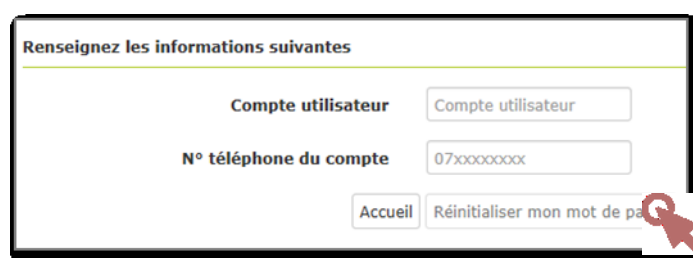 Renseignez les informations suivantes
Compte utilisateur Compte utilisateur
N° téléphone du compte 07xxxxxxxx
Accueil Réinitialiser mon mot de